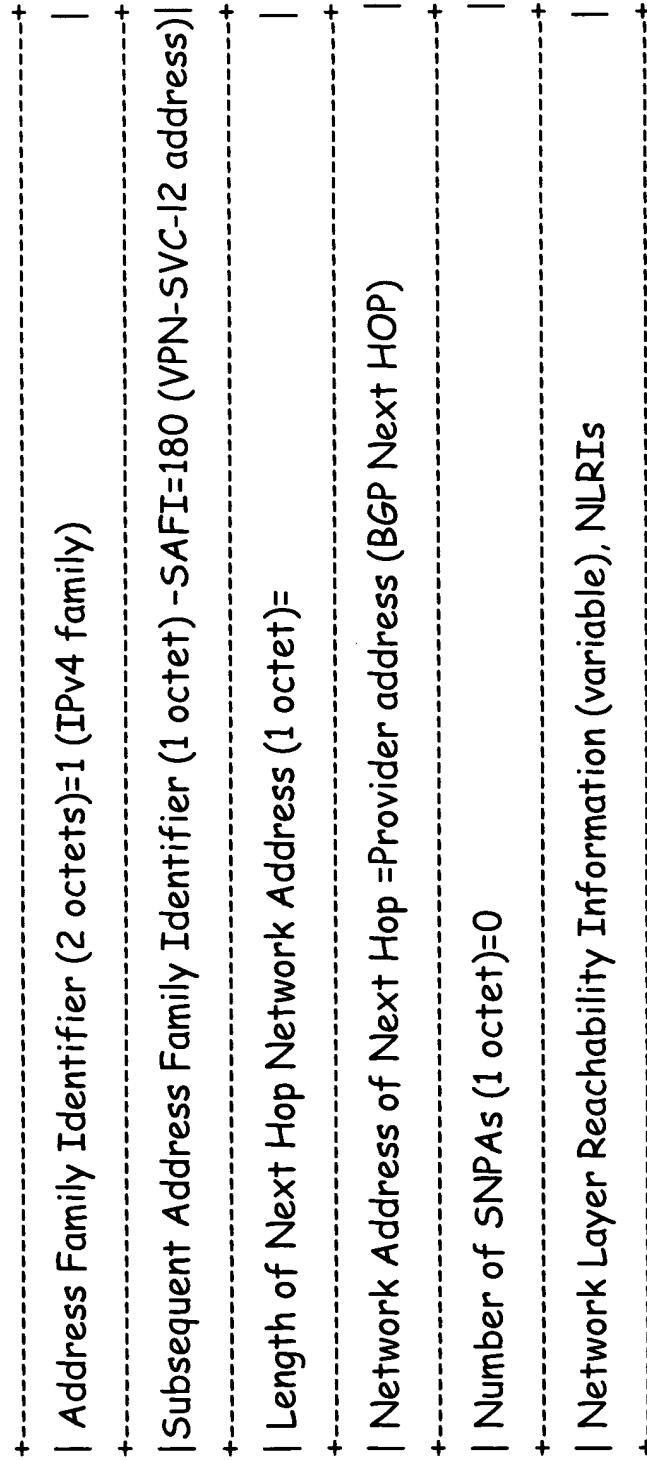 +---------------------------------------------------------+
| Address Family Identifier (2 octets)=1 (IPv4 family) |
+---------------------------------------------------------+
|Subsequent Address Family Identifier (1 octet) -SAFI=180 (VPN-SVC-l2 address)|
+---------------------------------------------------------+
| Length of Next Hop Network Address (1 octet)= |
+---------------------------------------------------------+
| Network Address of Next Hop =Provider address (BGP Next HOP) |
+---------------------------------------------------------+
| Number of SNPAs (1 octet)=0 |
+---------------------------------------------------------+
| Network Layer Reachability Information (variable), NLRIs |
+---------------------------------------------------------+